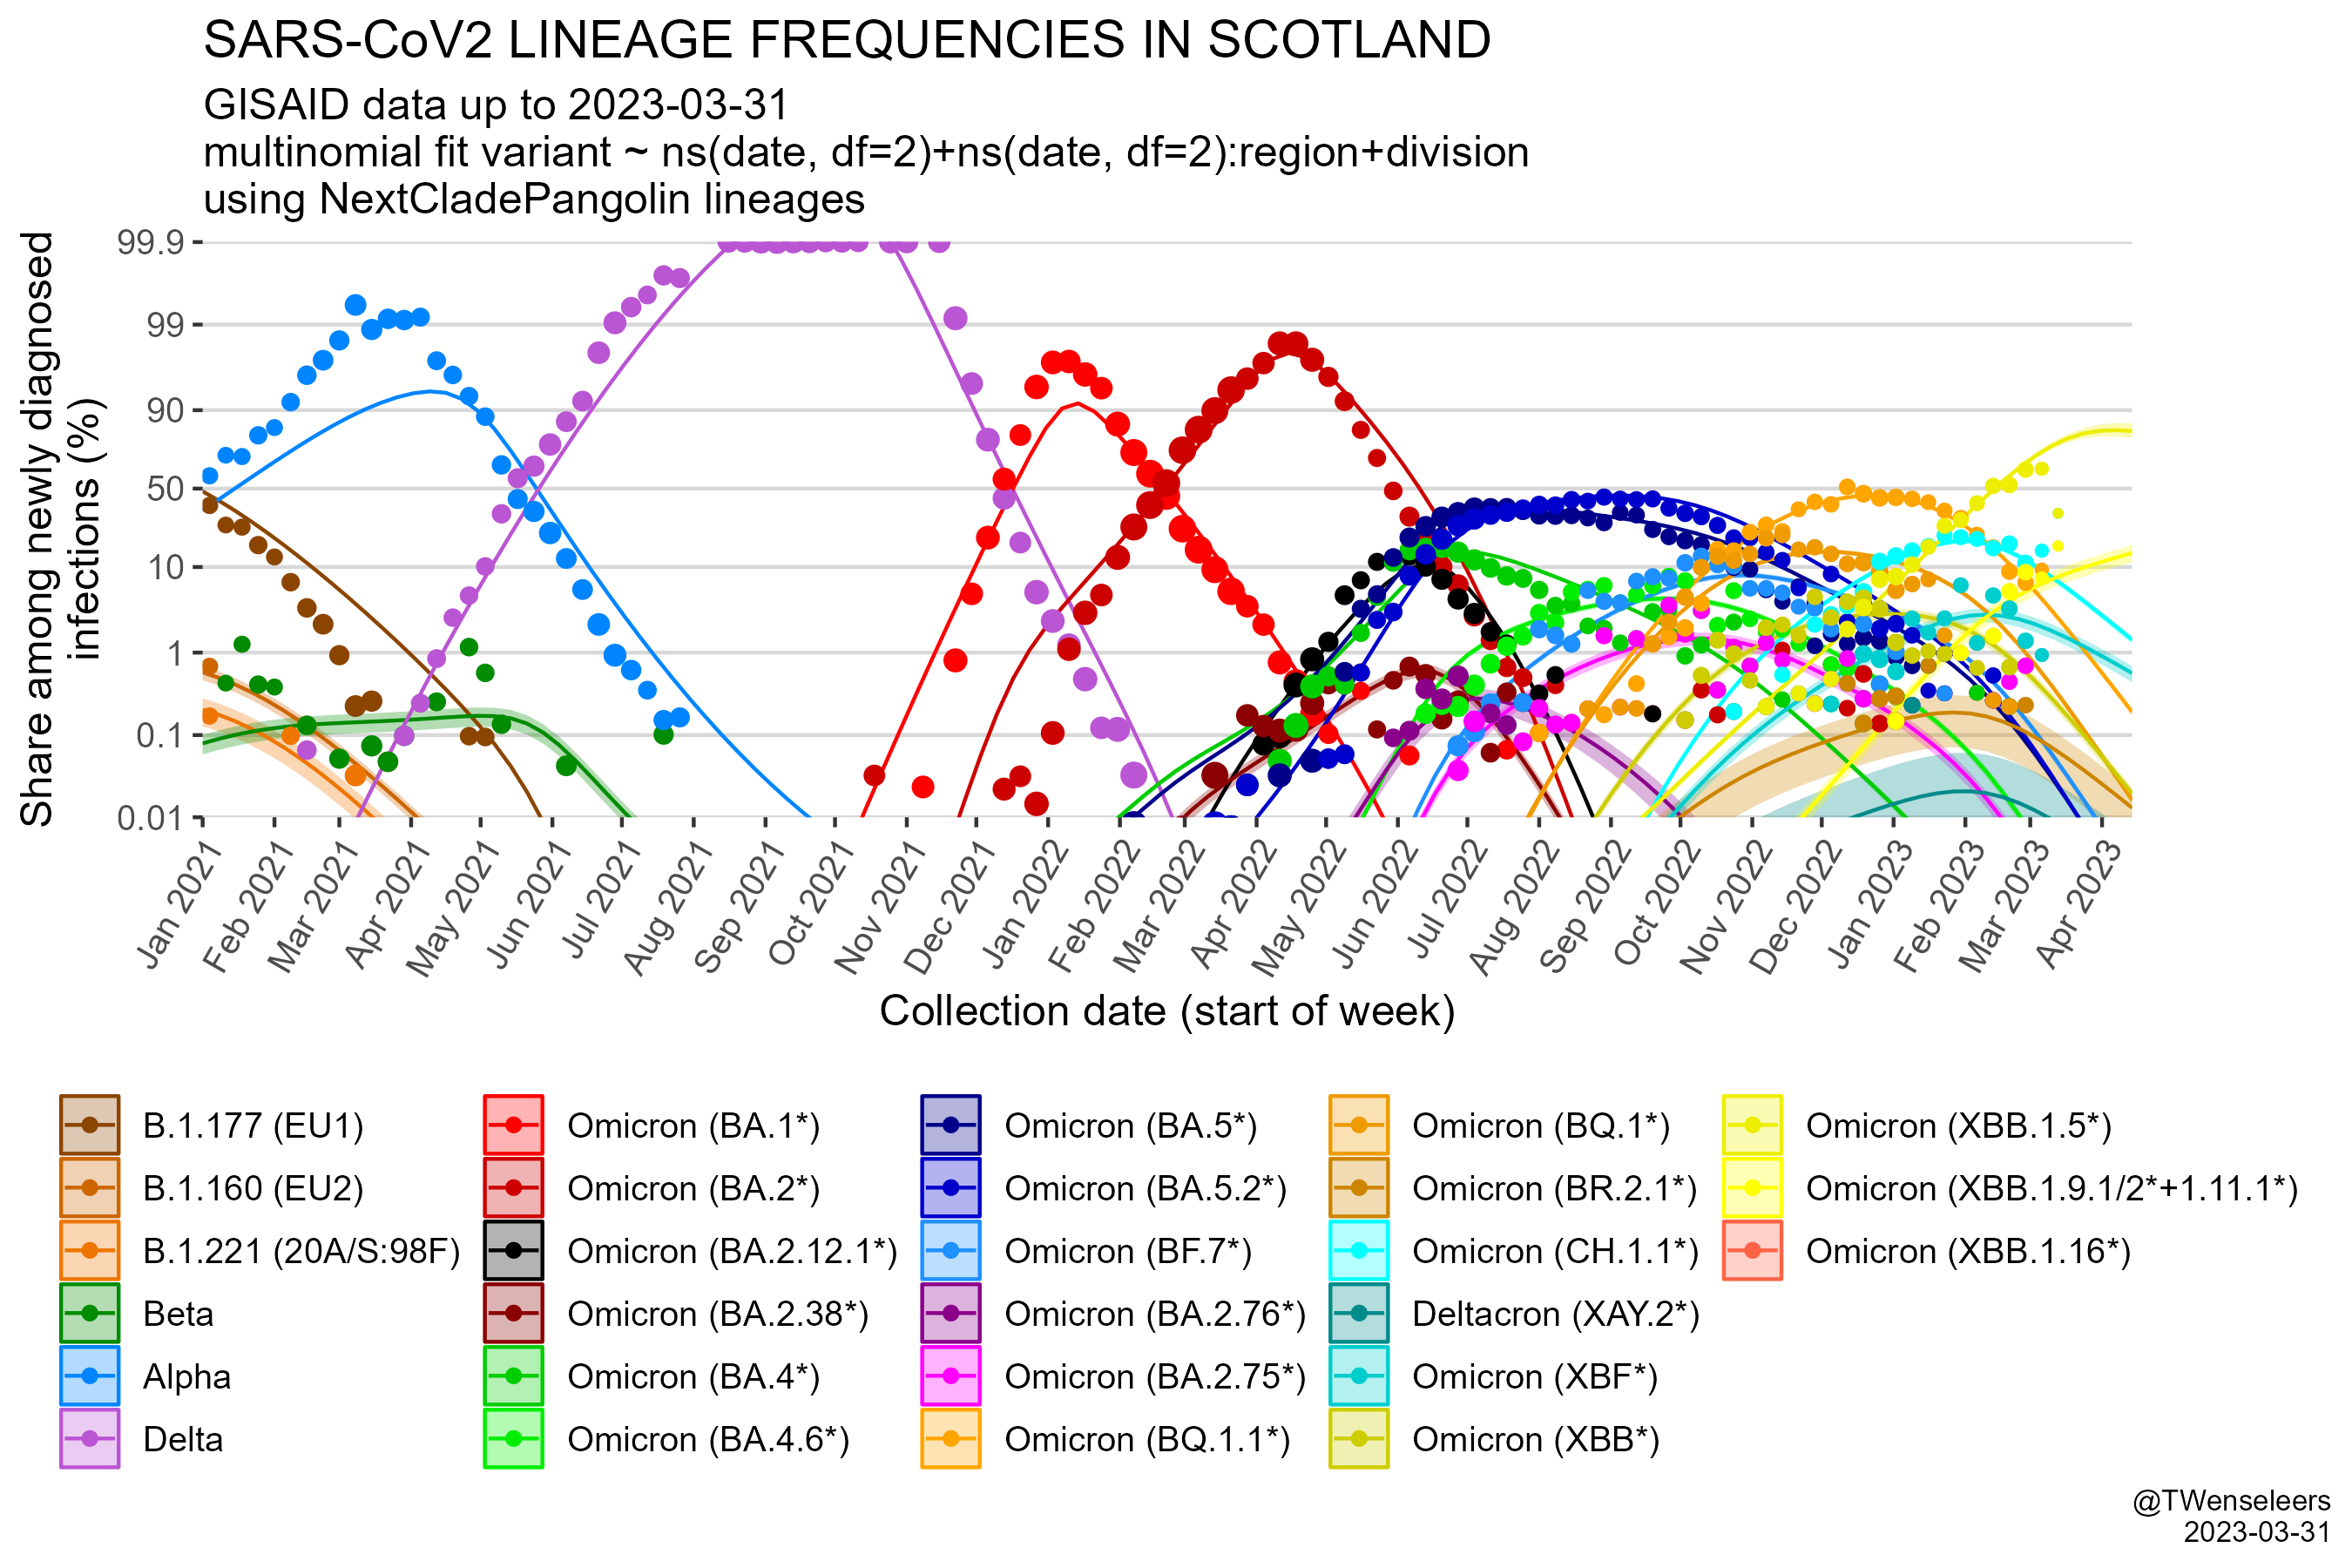 SARS-CoV2 LINEAGE FREQUENCIES IN SCOTLAND
GISAID data up to 2023-03-31
multinomial fit variant ~ ns(date, df=2)+ns(date, df=2):region+division
using NextCladePangolin lineages
Share among newly diagnosed
infections (%)
99.9
99
90
50
10
1
0.1
0.01
Jan 2021
Feb 2021
Mar 2021
Apr 2021
May 2021
Jun 2021
Jul 2021
Aug 2021
Sep 2021
Oct 2021
Nov 2021
Dec 2021
Jan 2022
Feb 2022
Mar 2022
Apr 2022
May 2022
Jun 2022
Jul 2022
Aug 2022
Sep 2022
Oct 2022
Nov 2022
Dec 2022
Jan 2023
Feb 2023
Mar 2023
Apr 2023
Collection date (start of week)
B.1.177 (EU1)
B.1.160 (EU2)
B.1.221 (20A/S:98F)
Beta
Alpha
Delta
Omicron (BA.1*)
Omicron (BA.2*)
Omicron (BA.2.12.1*)
Omicron (BA.2.38*)
Omicron (BA.4*)
Omicron (BA.4.6*)
Omicron (BA.5*)
Omicron (BA.5.2*)
Omicron (BF.7*)
Omicron (BA.2.76*)
Omicron (BA.2.75*)
Omicron (BQ.1.1*)
Omicron (BQ.1*)
Omicron (BR.2.1*)
Omicron (CH.1.1*)
Deltacron (XAY.2*)
Omicron (XBF*)
Omicron (XBB*)
Omicron (XBB.1.5*)
Omicron (XBB.1.9.1/2*+1.11.1*)
Omicron (XBB.1.16*)
@TWenseleers
2023-03-31